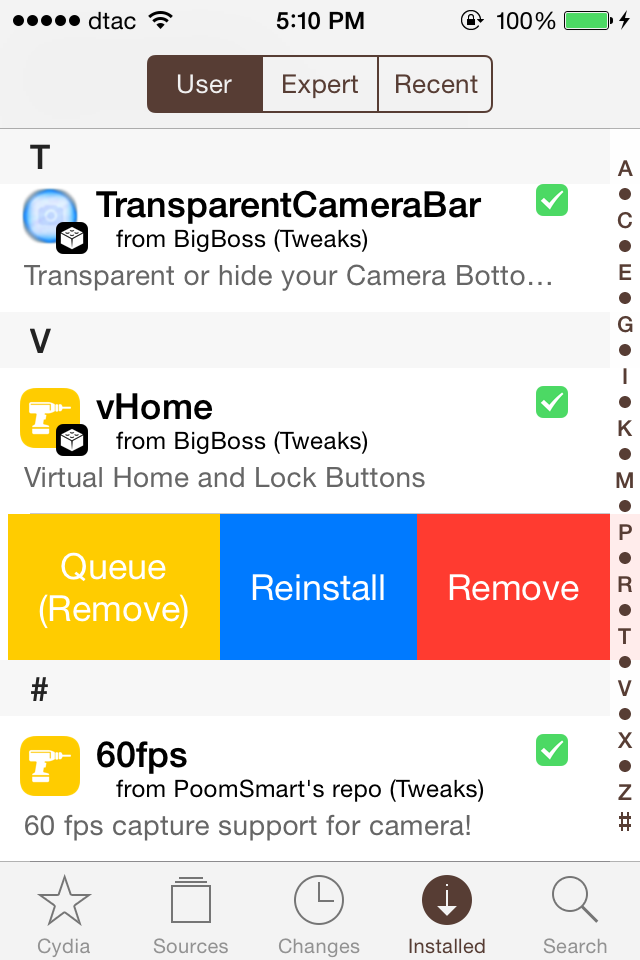 dtac 5:10 PM 100%
User Expert Recent
T
TransparentCameraBar
from BigBoss (Tweaks)
Transparent or hide your Camera Botto…
V
vHome
from BigBoss (Tweaks)
Virtual Home and Lock Buttons
Queue
(Remove)
Reinstall
Remove
#
60fps
from PoomSmart's repo (Tweaks)
60 fps capture support for camera!
A
C
E
G
I
K
M
P
R
T
V
X
Z
#
Cydia Sources Changes Installed Search